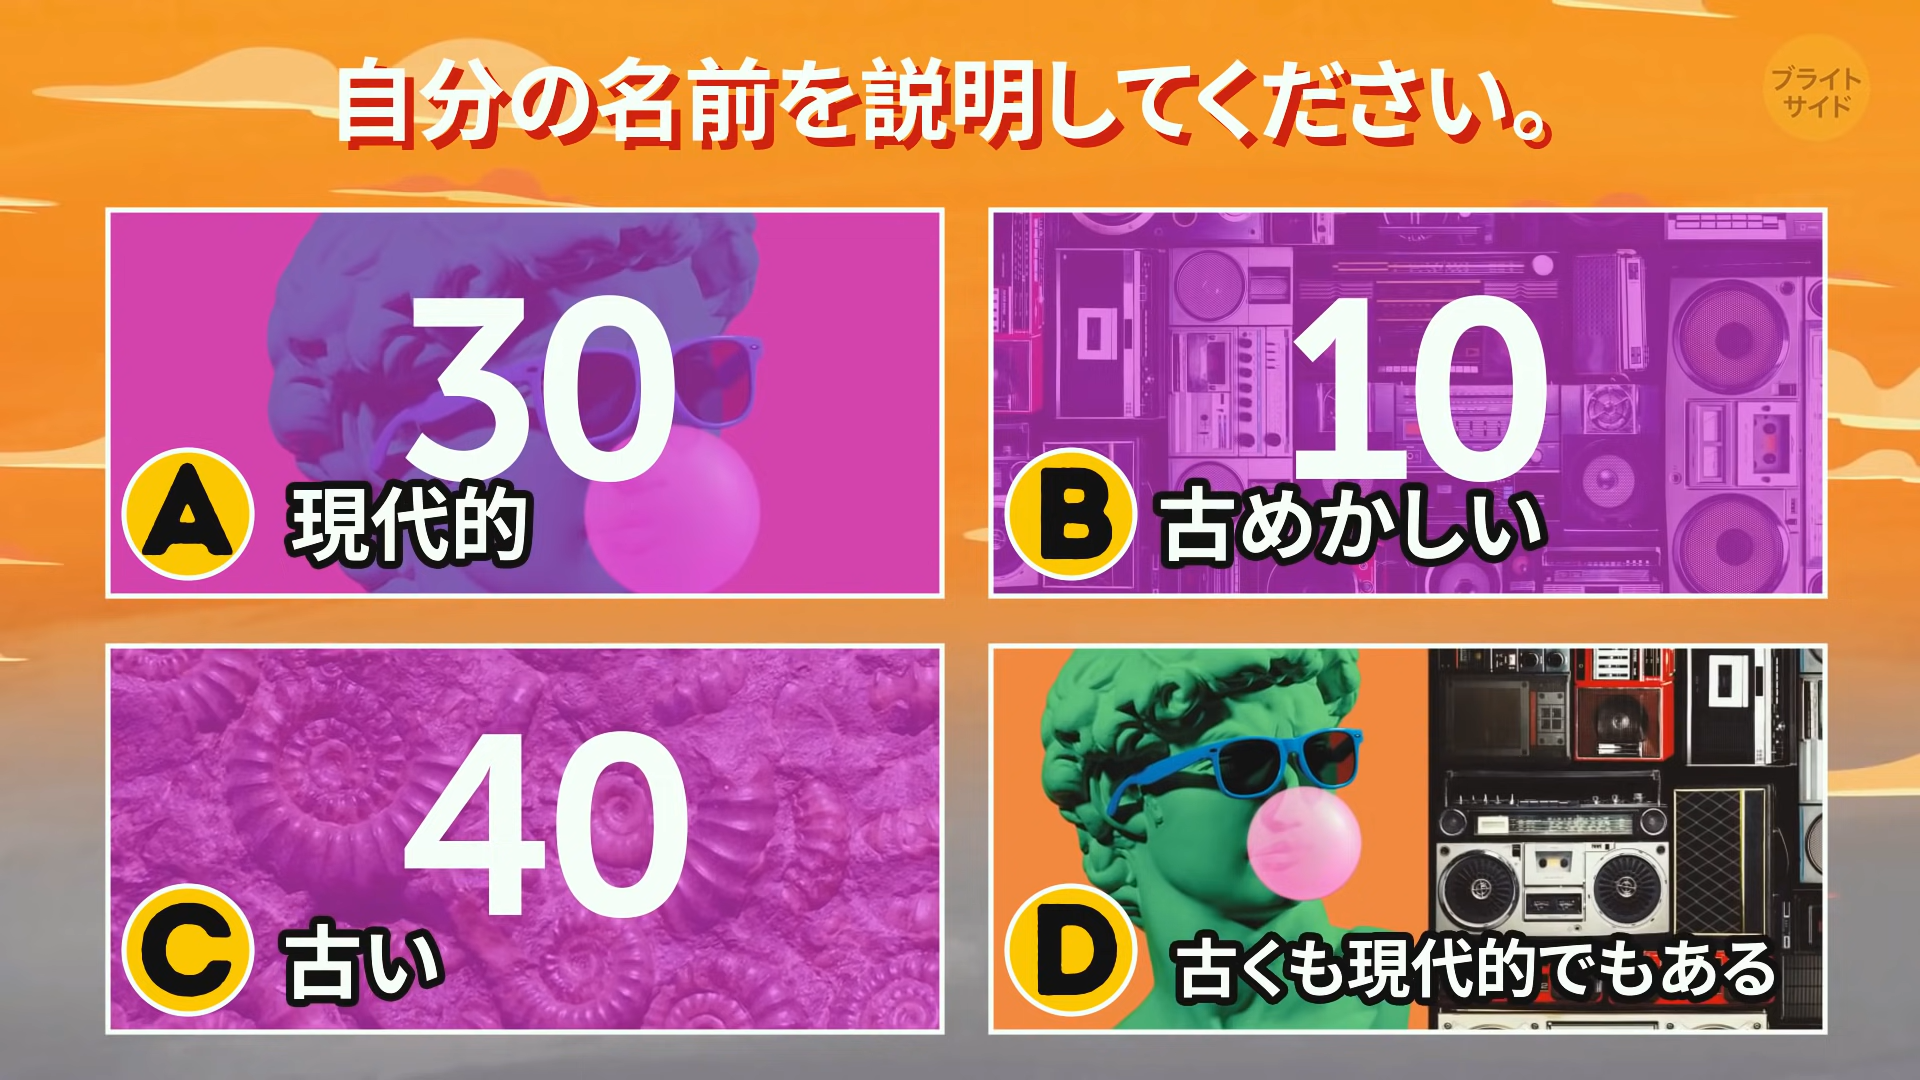 自分の名前を説明してください。
ブライト
サイド
30
A 現代的
10
B 古めかしい
40
C 古い
D 古くも現代的でもある